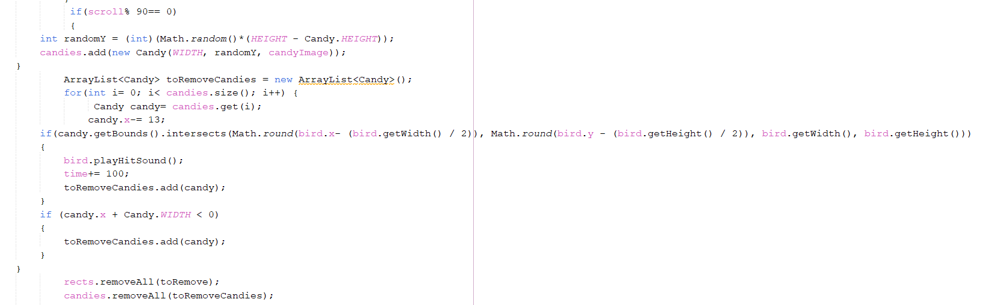 }
if(scroll% 90== 0)
{
int randomY = (int)(Math.random()*(HEIGHT - Candy.HEIGHT));
candies.add(new Candy(WIDTH, randomY, candyImage));
}
ArrayList<Candy> toRemoveCandies = new ArrayList<Candy>();
for(int i= 0; i< candies.size(); i++) {
Candy candy= candies.get(i);
candy.x-= 13;
if(candy.getBounds().intersects(Math.round(bird.x- (bird.getWidth() / 2)), Math.round(bird.y - (bird.getHeight() / 2)), bird.getWidth(), bird.getHeight()))
{
bird.playHitSound();
time+= 100;
toRemoveCandies.add(candy);
}
if (candy.x + Candy.WIDTH < 0)
{
toRemoveCandies.add(candy);
}
}
rects.removeAll(toRemove);
candies.removeAll(toRemoveCandies);